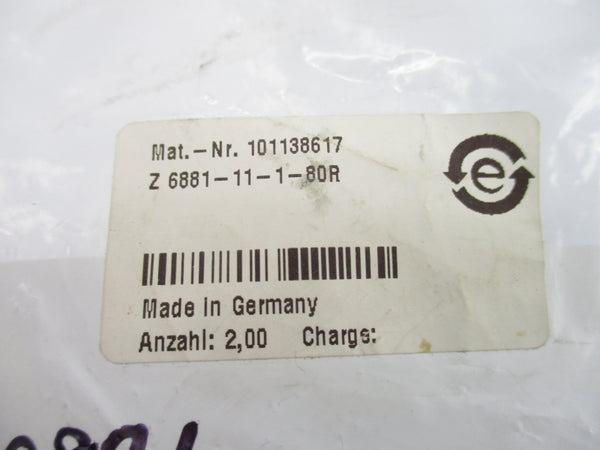 Mat.-Nr. 101138617
Z 6881-11-1-80R
e
Made in Germany
Anzahl: 2,00 Charge: